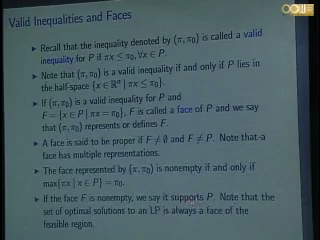 Valid Inequalities and Faces
Recall that the inequality denoted by (π, π₀) is called a valid
inequality for P if πx ≤ π₀, ∀x ∈ P.
Note that (π, π₀) is a valid inequality if and only if P lies in
the half-space {x ∈ ℝⁿ | πx ≤ π₀}.
If (π, π₀) is a valid inequality for P and
F = {x ∈ P | πx = π₀}, F is called a face of P and we say
that (π, π₀) represents or defines F.
A face is said to be proper if F ≠ ∅ and F ≠ P. Note that a
face has multiple representations.
The face represented by (π, π₀) is nonempty if and only if
max{πx | x ∈ P} = π₀.
If the face F is nonempty, we say it supports P. Note that the
set of optimal solutions to an LP is always a face of the
feasible region.